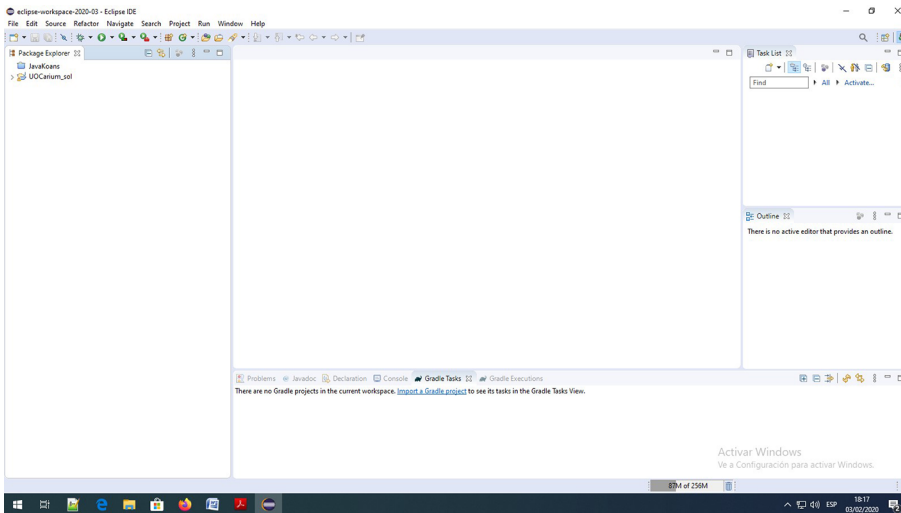 eclipse-workspace-2020-03 - Eclipse IDE
File Edit Source Refactor Navigate Search Project Run Window Help
Package Explorer
Task List
JavaKoans
UOCarium_sol
Find
All
Activate...
Outline
There is no active editor that provides an outline.
Problems Javadoc Declaration Console Gradle Tasks Gradle Executions
There are no Gradle projects in the current workspace. Import a Gradle project to see its tasks in the Gradle Tasks View.
Activar Windows
Ve a Configuración para activar Windows.
87M of 256M
ESP
18:17
03/02/2020
2